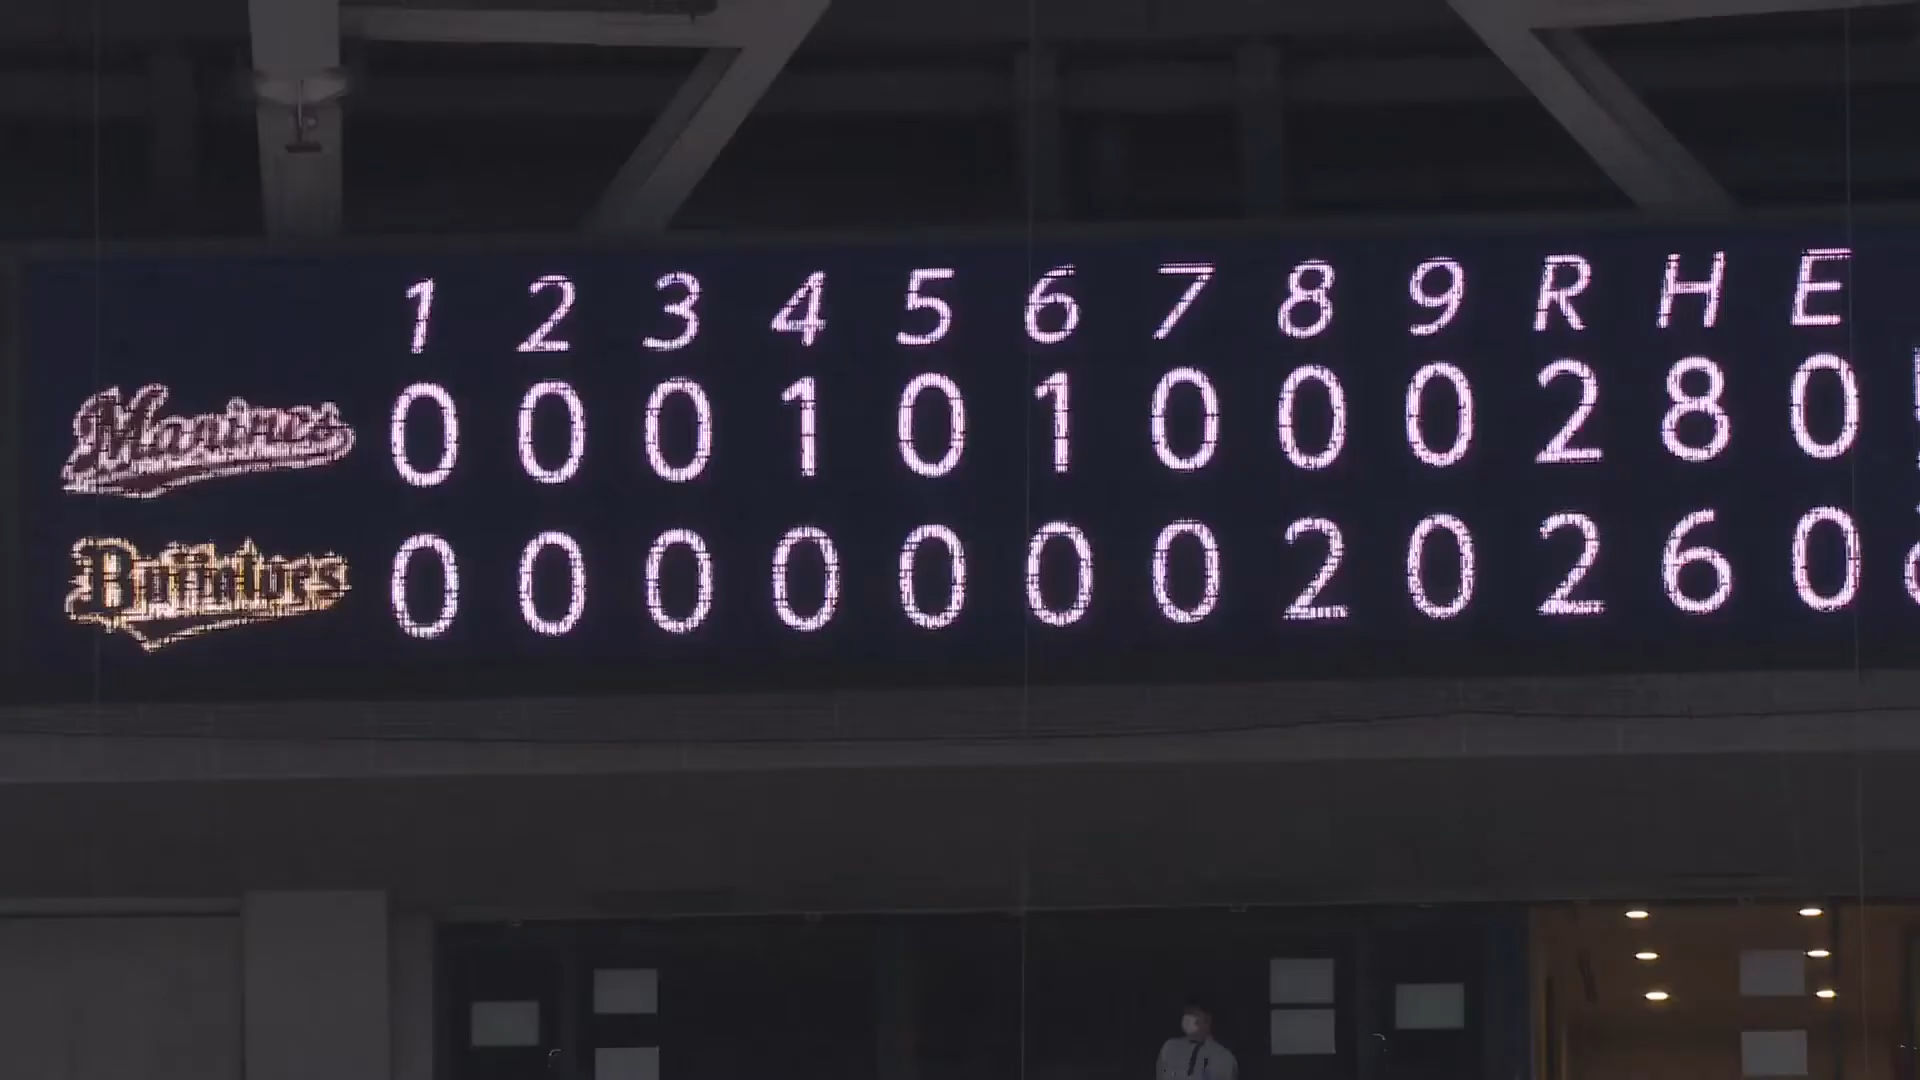 1 2 3 4 5 6 7 8 9 R H E
Marines 0 0 0 1 0 1 0 0 0 2 8 0
Buffaloes 0 0 0 0 0 0 0 2 0 2 6 0